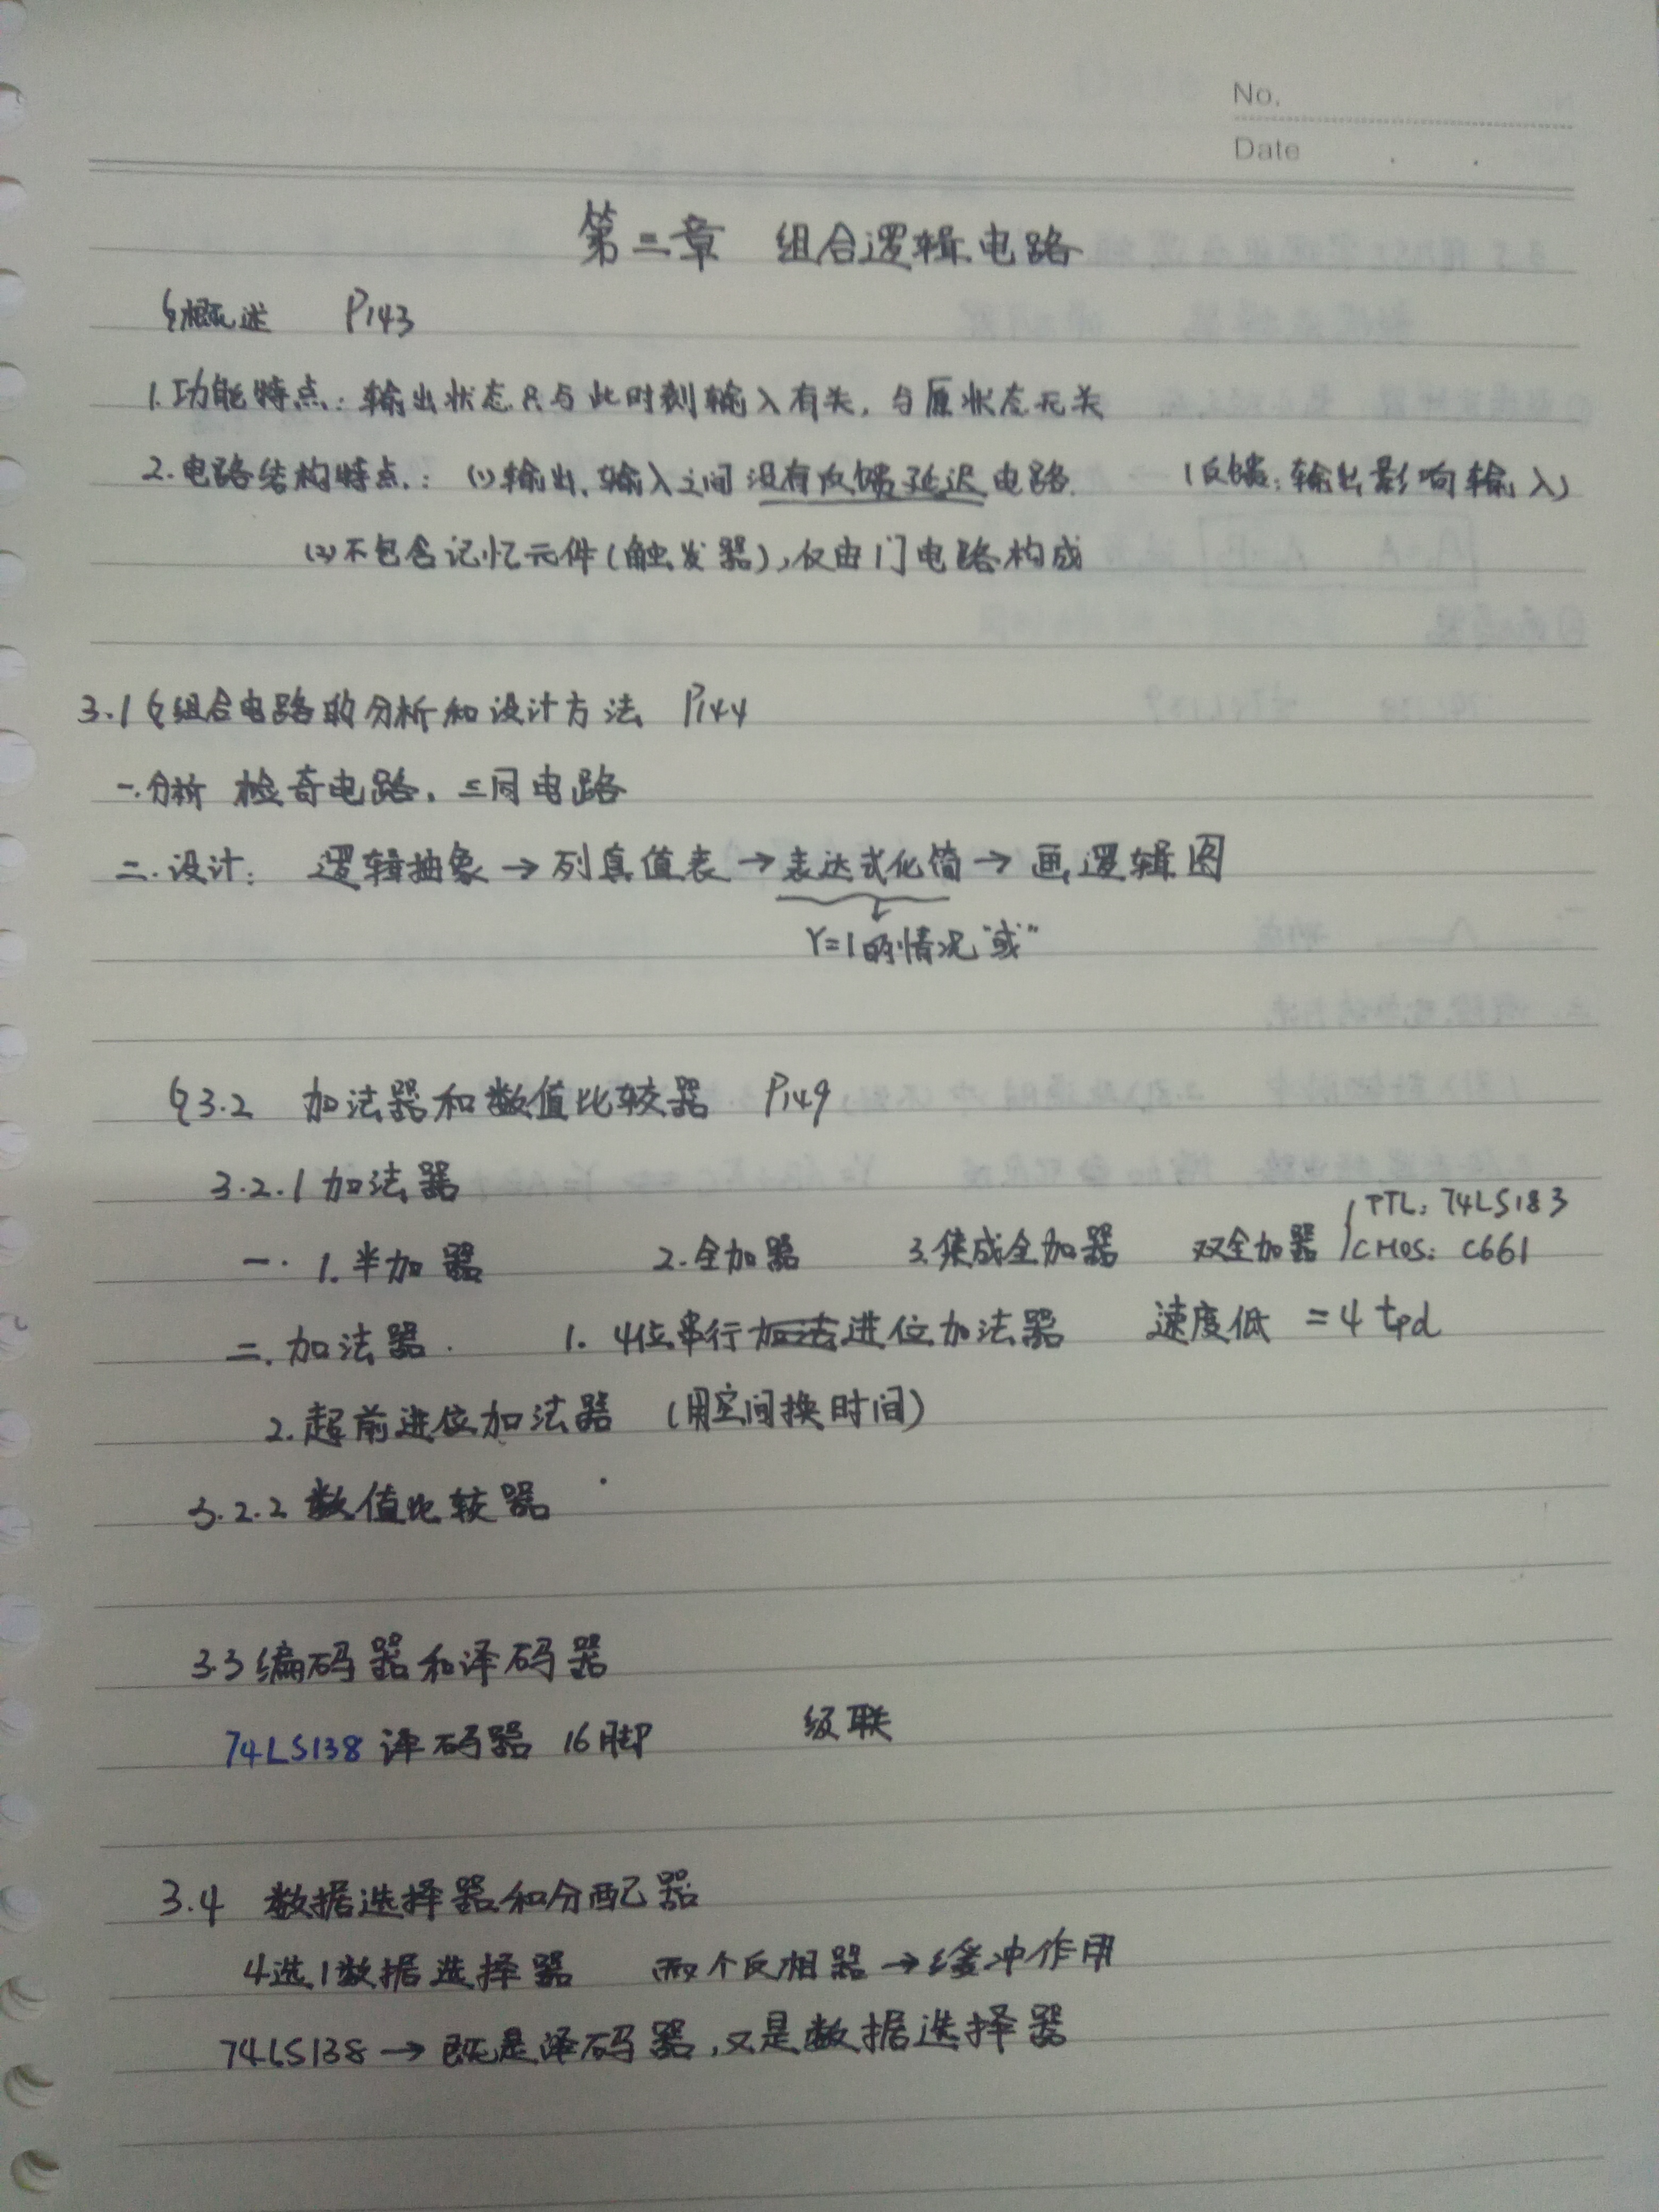 No.
Date
第三章 组合逻辑电路
§概述 P143
1.功能特点：输出状态只与此时刻输入有关，与原状态无关
2.电路结构特点：(1)输出、输入之间没有反馈延迟电路 (反馈：输出影响输入)
(2)不包含记忆元件(触发器)，仅由门电路构成
3.1§组合电路的分析和设计方法 P144
一.分析 检奇电路，三同电路
二.设计： 逻辑抽象→列真值表→表达式化简→画逻辑图
Y=1的情况"或"
§3.2 加法器和数值比较器 P149
3.2.1加法器
TTL：74LS183
一. 1.半加器 2.全加器 3.集成全加器 双全加器 CMOS：C661
二.加法器. 1. 4位串行加法进位加法器 速度低 =4tpd
2.超前进位加法器 (用空间换时间)
3.2.2数值比较器
3.3编码器和译码器
74LS138译码器 16脚 级联
3.4 数据选择器和分配器
4选1数据选择器 两个反相器→缓冲作用
74LS138→既是译码器，又是数据选择器